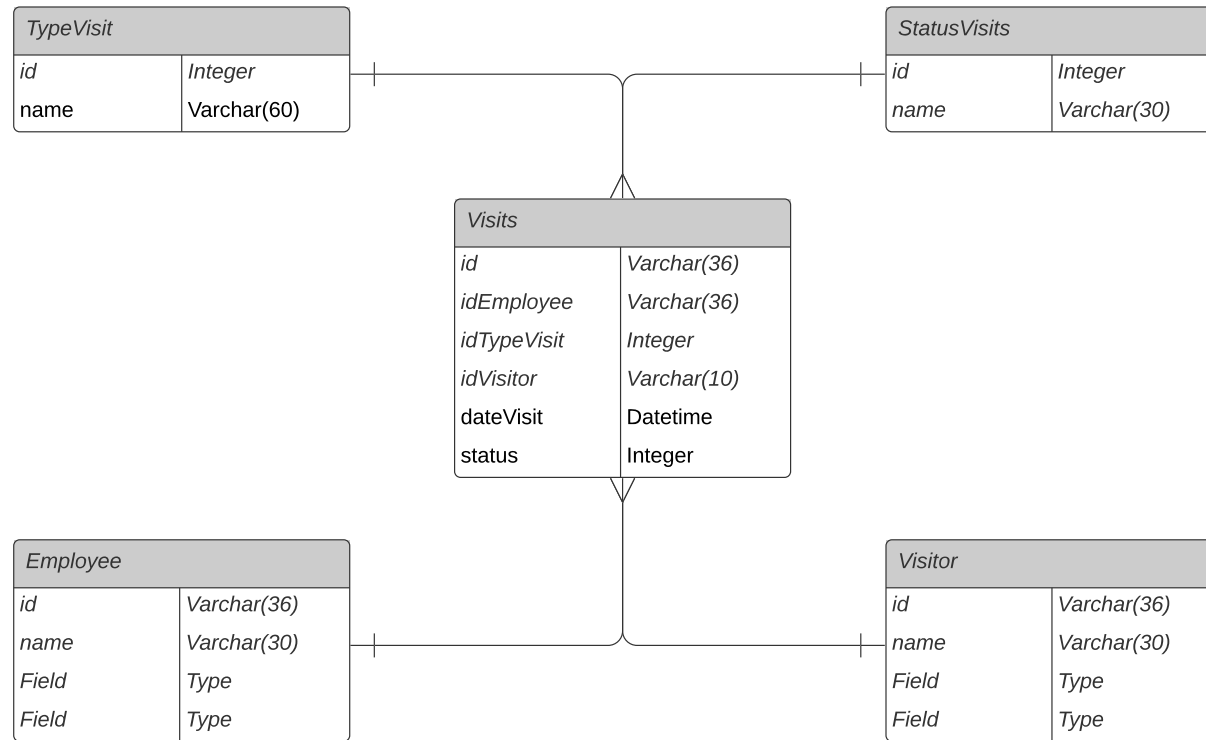 TypeVisit
id Integer
name Varchar(60)
StatusVisits
id Integer
name Varchar(30)
Visits
id Varchar(36)
idEmployee Varchar(36)
idTypeVisit Integer
idVisitor Varchar(10)
dateVisit Datetime
status Integer
Employee
id Varchar(36)
name Varchar(30)
Field Type
Field Type
Visitor
id Varchar(36)
name Varchar(30)
Field Type
Field Type